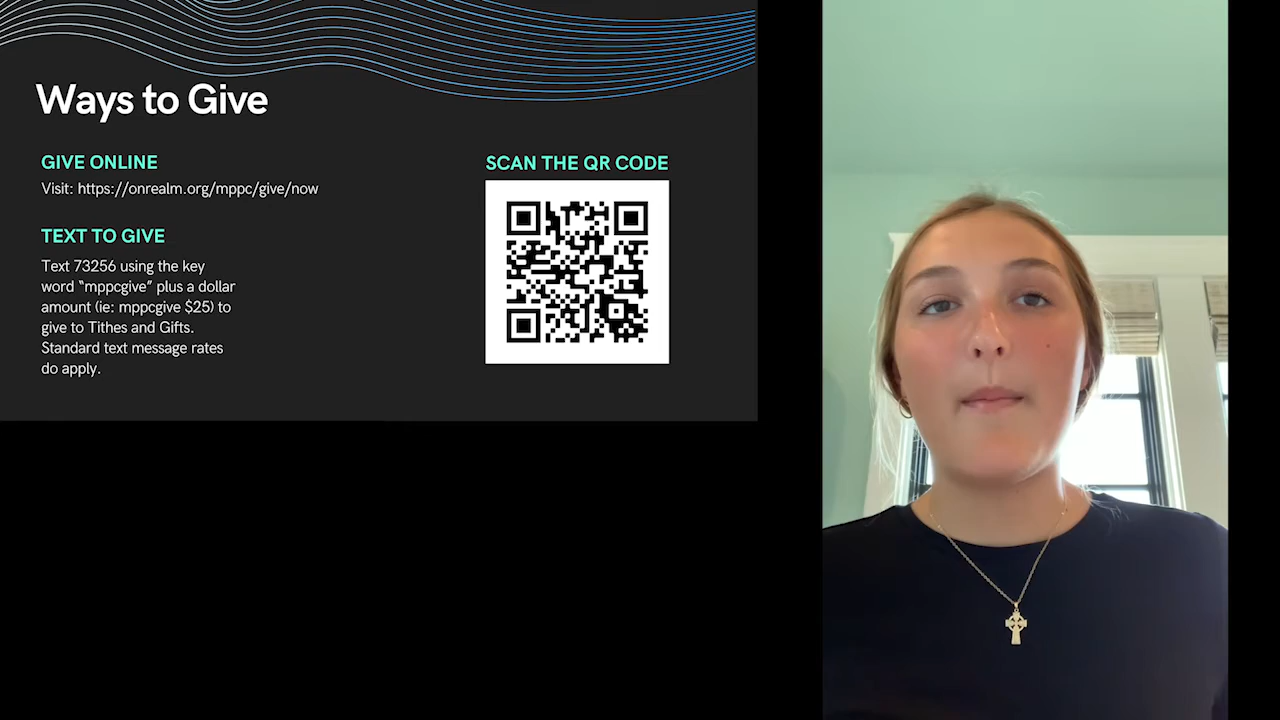 Ways to Give
GIVE ONLINE
Visit: https://onrealm.org/mppc/give/now
TEXT TO GIVE
Text 73256 using the key
word “mppcgive” plus a dollar
amount (ie: mppcgive $25) to
give to Tithes and Gifts.
Standard text message rates
do apply.
SCAN THE QR CODE